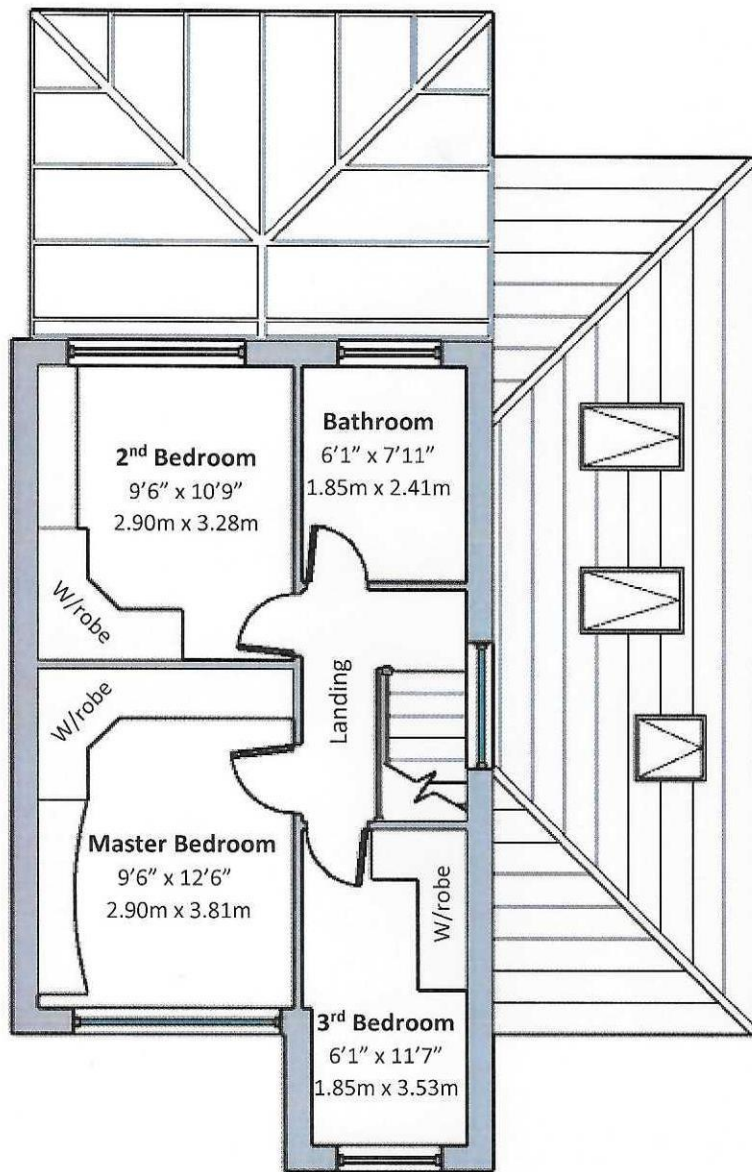 Bathroom
6’1” x 7’11”
1.85m x 2.41m
2nd Bedroom
9’6” x 10’9”
2.90m x 3.28m
W/robe
W/robe
Landing
Master Bedroom
9’6” x 12’6”
2.90m x 3.81m
W/robe
3rd Bedroom
6’1” x 11’7”
1.85m x 3.53m